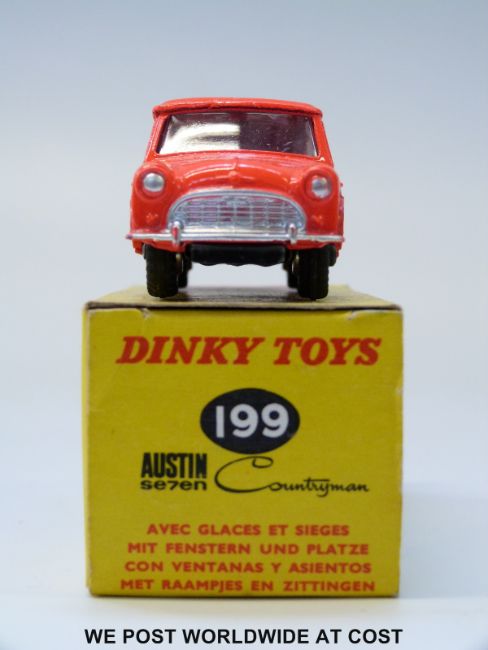 DINKY TOYS
199
AUSTIN
se7en Countryman
AVEC GLACES ET SIEGES
MIT FENSTERN UND PLATZE
CON VENTANAS Y ASIENTOS
MET RAAMPJES EN ZITTINGEN
WE POST WORLDWIDE AT COST